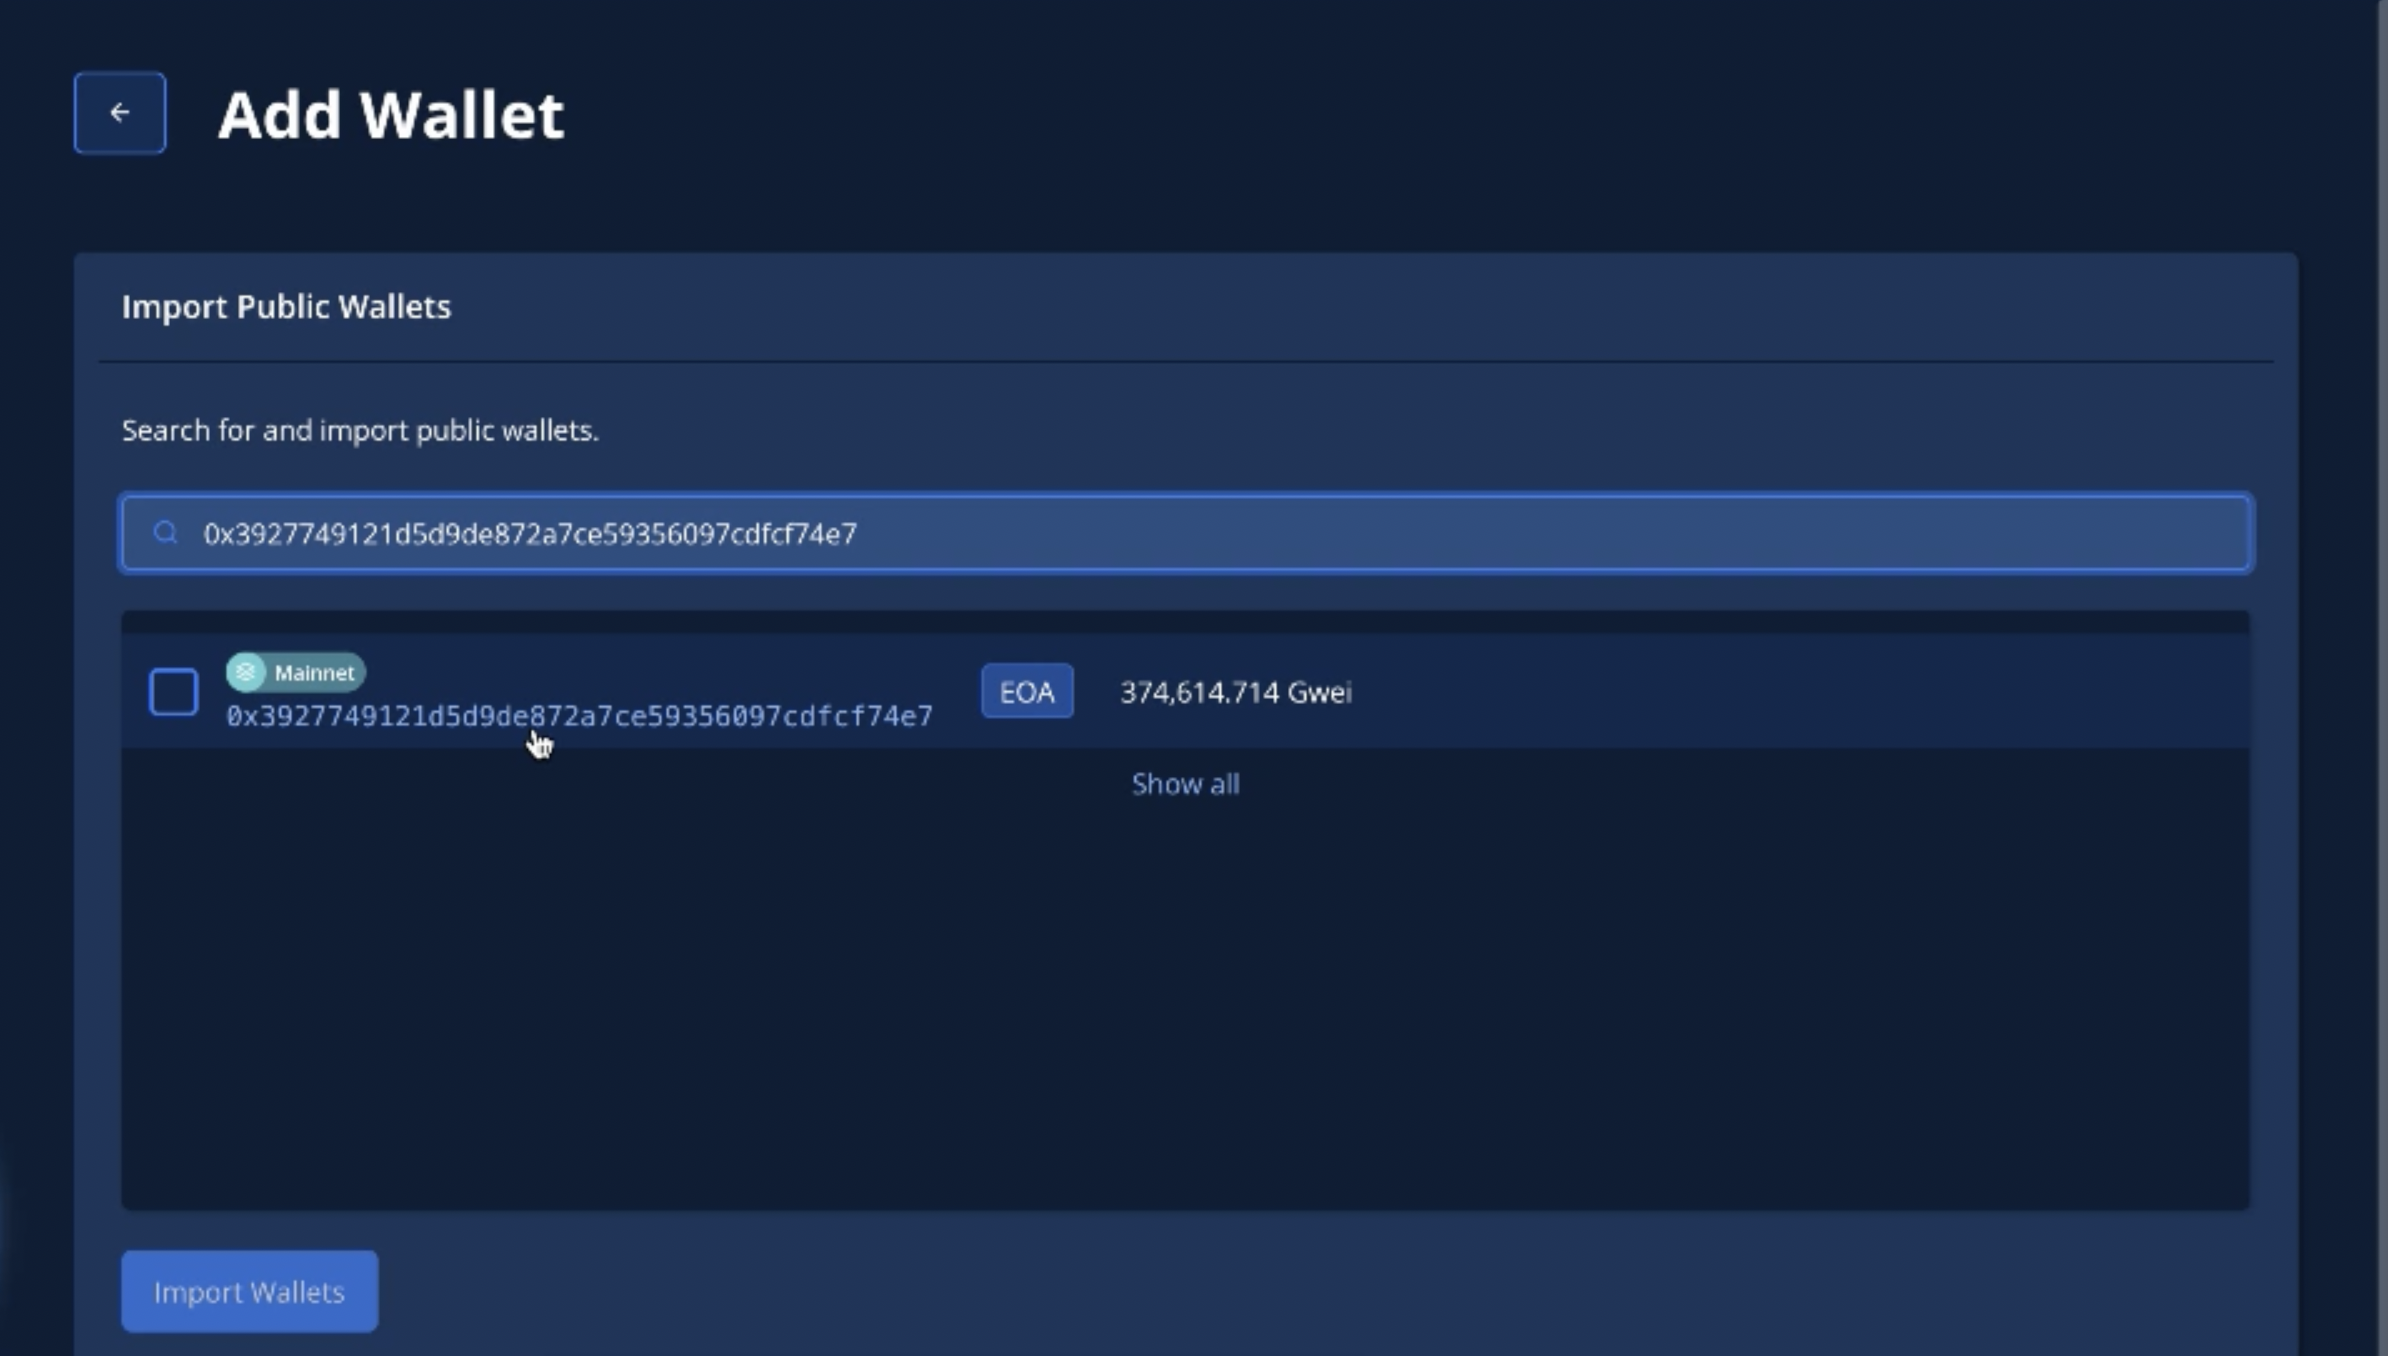 Add Wallet
Import Public Wallets
Search for and import public wallets.
0x3927749121d5d9de872a7ce59356097cdfcf74e7
Mainnet
0x3927749121d5d9de872a7ce59356097cdfcf74e7
EOA
374,614.714 Gwei
Show all
Import Wallets